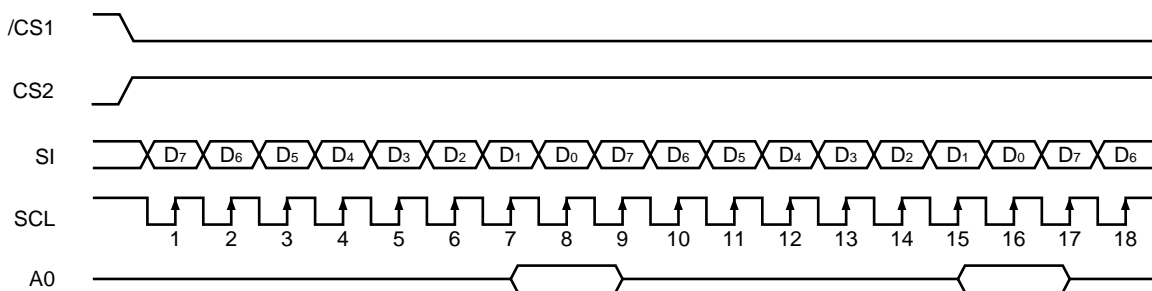 /CS1
CS2
SI D7 D6 D5 D4 D3 D2 D1 D0 D7 D6 D5 D4 D3 D2 D1 D0 D7 D6
SCL
1 2 3 4 5 6 7 8 9 10 11 12 13 14 15 16 17 18
A0